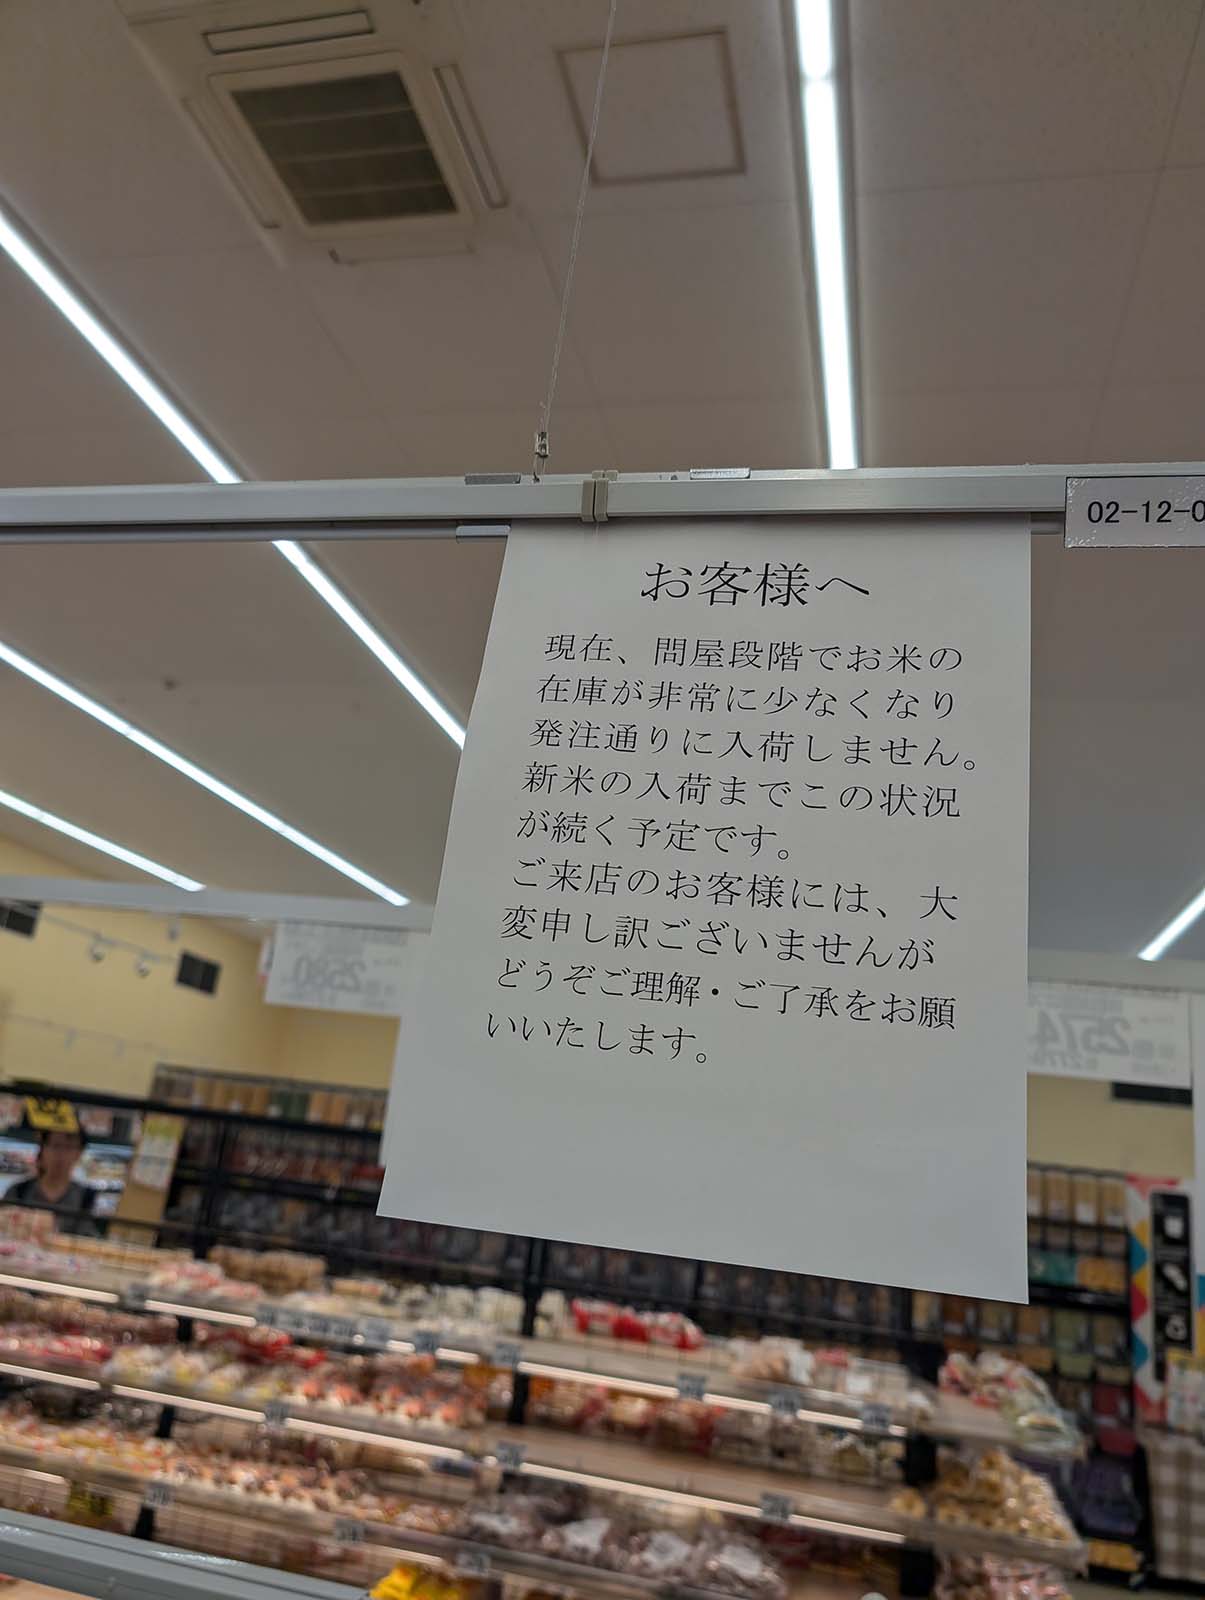 02-12-0
お客様へ
現在、問屋段階でお米の
在庫が非常に少なくなり
発注通りに入荷しません。
新米の入荷までこの状況
が続く予定です。
ご来店のお客様には、大
変申し訳ございませんが
どうぞご理解・ご了承をお願
いいたします。
2580
2574